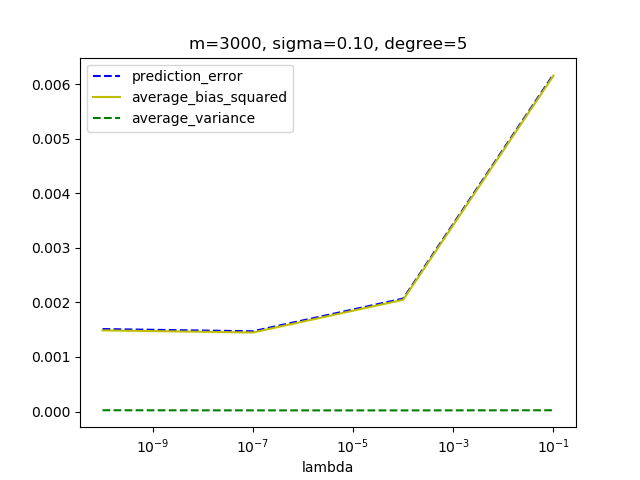 m=3000, sigma=0.10, degree=5
prediction_error
average_bias_squared
average_variance
0.006
0.005
0.004
0.003
0.002
0.001
0.000
10⁻⁹ 10⁻⁷ 10⁻⁵ 10⁻³ 10⁻¹
lambda